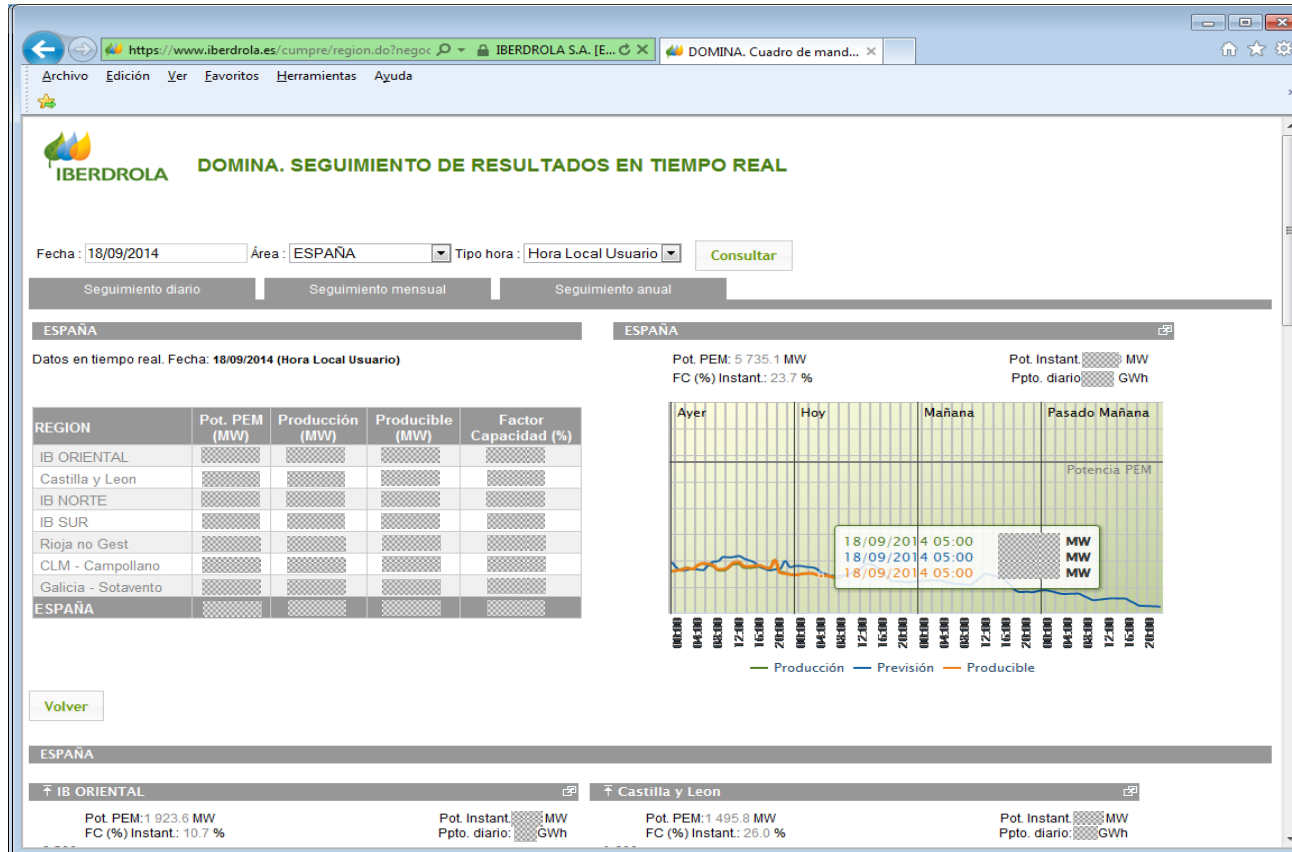 https://www.iberdrola.es/cumpre/region.do?negoc
IBERDROLA S.A. [E...
DOMINA. Cuadro de mand...
Archivo Edición Ver Favoritos Herramientas Ayuda
IBERDROLA
DOMINA. SEGUIMIENTO DE RESULTADOS EN TIEMPO REAL
Fecha : 18/09/2014 Área : ESPAÑA Tipo hora : Hora Local Usuario Consultar
Seguimiento diario Seguimiento mensual Seguimiento anual
ESPAÑA
Datos en tiempo real. Fecha: 18/09/2014 (Hora Local Usuario)
REGION Pot. PEM (MW) Producción (MW) Producible (MW) Factor Capacidad (%)
IB ORIENTAL
Castilla y Leon
IB NORTE
IB SUR
Rioja no Gest
CLM - Campollano
Galicia - Sotavento
ESPAÑA
ESPAÑA
Pot. PEM: 5 735.1 MW Pot. Instant. MW
FC (%) Instant.: 23.7 % Ppto. diario GWh
Ayer Hoy Mañana Pasado Mañana
Potencia PEM
18/09/2014 05:00 MW
18/09/2014 05:00 MW
18/09/2014 05:00 MW
00:00 04:00 08:00 12:00 16:00 20:00 00:00 04:00 08:00 12:00 16:00 20:00 00:00 04:00 08:00 12:00 16:00 20:00 00:00 04:00 08:00 12:00 16:00 20:00
Producción Previsión Producible
Volver
ESPAÑA
IB ORIENTAL
Pot. PEM:1 923.6 MW Pot. Instant. MW
FC (%) Instant.: 10.7 % Ppto. diario: GWh
Castilla y Leon
Pot. PEM:1 495.8 MW Pot. Instant. MW
FC (%) Instant.: 26.0 % Ppto. diario: GWh